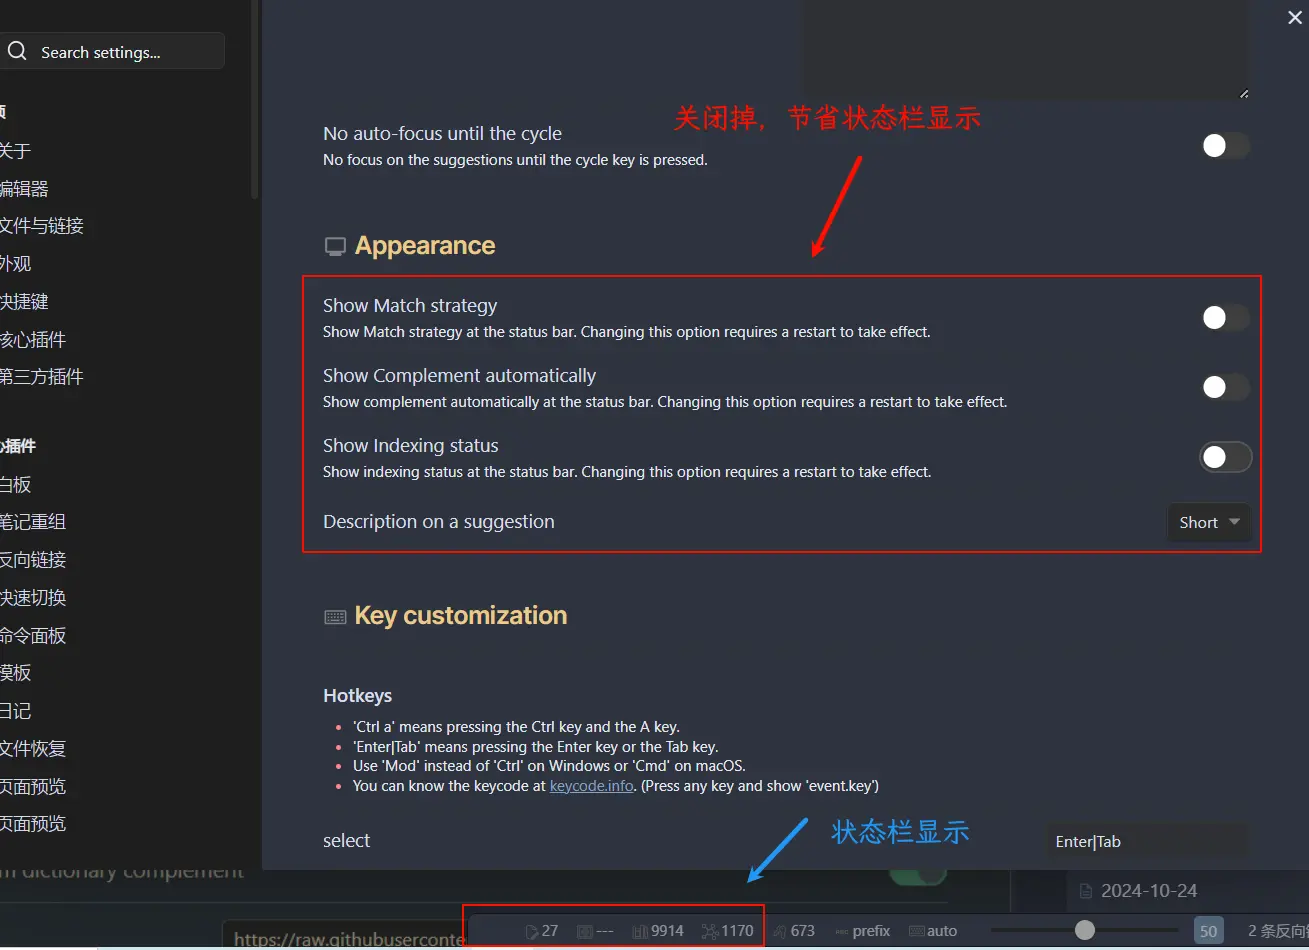 Search settings...
关于
编辑器
文件与链接
外观
快捷键
核心插件
第三方插件
心插件
白板
笔记重组
反向链接
快速切换
命令面板
模板
日记
文件恢复
页面预览
页面预览
关闭掉，节省状态栏显示
No auto-focus until the cycle
No focus on the suggestions until the cycle key is pressed.
Appearance
Show Match strategy
Show Match strategy at the status bar. Changing this option requires a restart to take effect.
Show Complement automatically
Show complement automatically at the status bar. Changing this option requires a restart to take effect.
Show Indexing status
Show indexing status at the status bar. Changing this option requires a restart to take effect.
Description on a suggestion
Short
Key customization
Hotkeys
'Ctrl a' means pressing the Ctrl key and the A key.
'Enter|Tab' means pressing the Enter key or the Tab key.
Use 'Mod' instead of 'Ctrl' on Windows or 'Cmd' on macOS.
You can know the keycode at keycode.info. (Press any key and show 'event.key')
状态栏显示
select
Enter|Tab
m dictionary complement
2024-10-24
https://raw.githubuserconte
27 --- 9914 1170 673 prefix auto 50 2 条反向